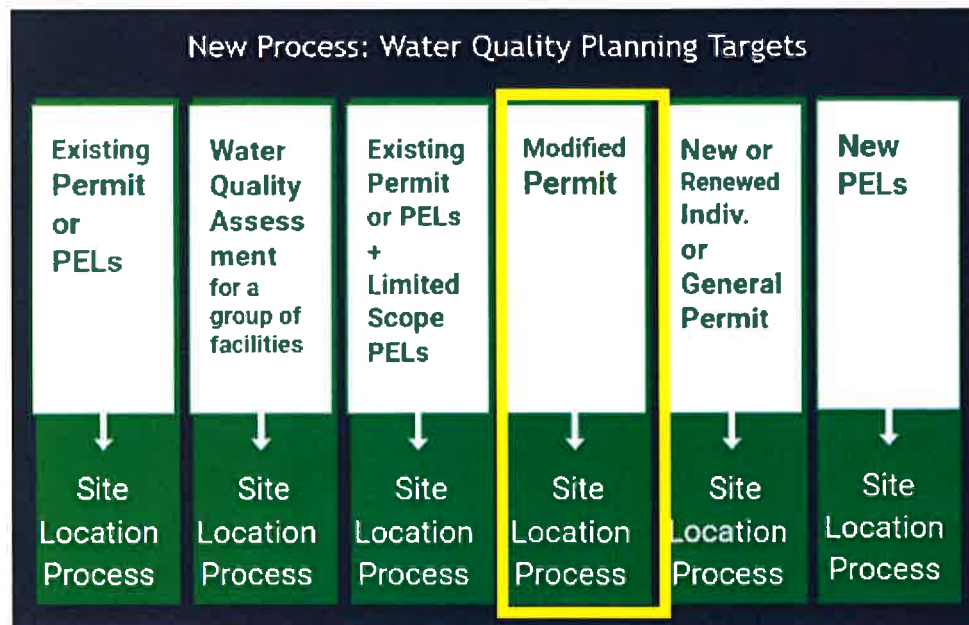 New Process: Water Quality Planning Targets
Existing
Permit
or
PELs
Water
Quality
Assess
ment
for a
group of
facilities
Existing
Permit
or PELs
+
Limited
Scope
PELs
Modified
Permit
New or
Renewed
Indiv.
or
General
Permit
New
PELs
Site
Location
Process
Site
Location
Process
Site
Location
Process
Site
Location
Process
Site
Location
Process
Site
Location
Process